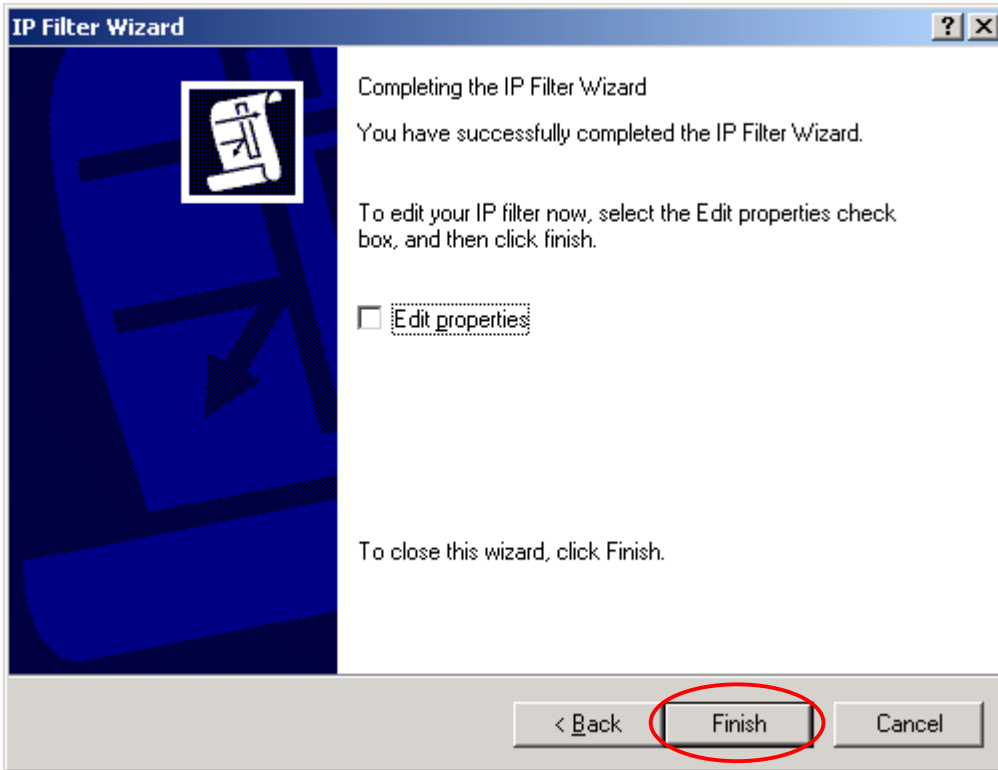 IP Filter Wizard
Completing the IP Filter Wizard
You have successfully completed the IP Filter Wizard.
To edit your IP filter now, select the Edit properties check
box, and then click finish.
Edit properties
To close this wizard, click Finish.
< Back Finish Cancel